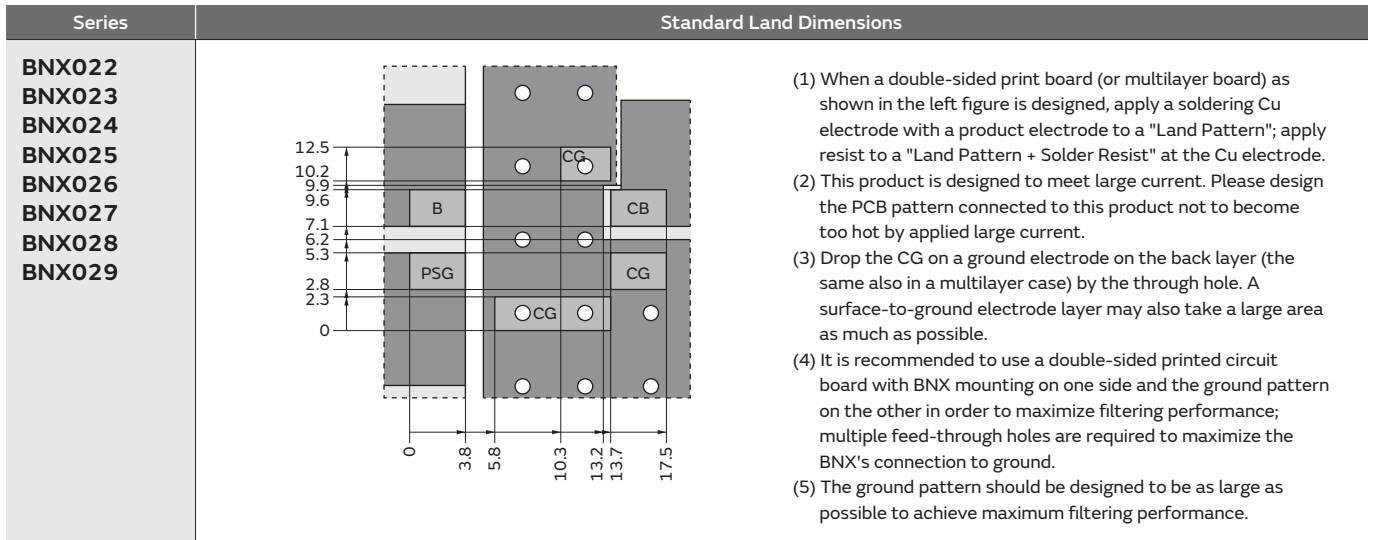 Series
Standard Land Dimensions
BNX022
BNX023
BNX024
BNX025
BNX026
BNX027
BNX028
BNX029
12.5
10.2
9.9
9.6
7.1
6.2
5.3
2.8
2.3
0
CG
B
CB
PSG
CG
CG
0
3.8
5.8
10.3
13.2
13.7
17.5
(1) When a double-sided print board (or multilayer board) as
shown in the left figure is designed, apply a soldering Cu
electrode with a product electrode to a "Land Pattern"; apply
resist to a "Land Pattern + Solder Resist" at the Cu electrode.
(2) This product is designed to meet large current. Please design
the PCB pattern connected to this product not to become
too hot by applied large current.
(3) Drop the CG on a ground electrode on the back layer (the
same also in a multilayer case) by the through hole. A
surface-to-ground electrode layer may also take a large area
as much as possible.
(4) It is recommended to use a double-sided printed circuit
board with BNX mounting on one side and the ground pattern
on the other in order to maximize filtering performance;
multiple feed-through holes are required to maximize the
BNX's connection to ground.
(5) The ground pattern should be designed to be as large as
possible to achieve maximum filtering performance.